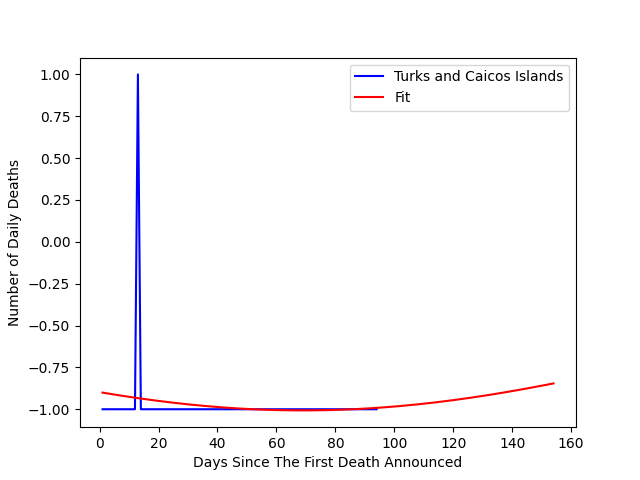 Turks and Caicos Islands
Fit
1.00
0.75
0.50
0.25
0.00
−0.25
−0.50
−0.75
−1.00
Number of Daily Deaths
0 20 40 60 80 100 120 140 160
Days Since The First Death Announced